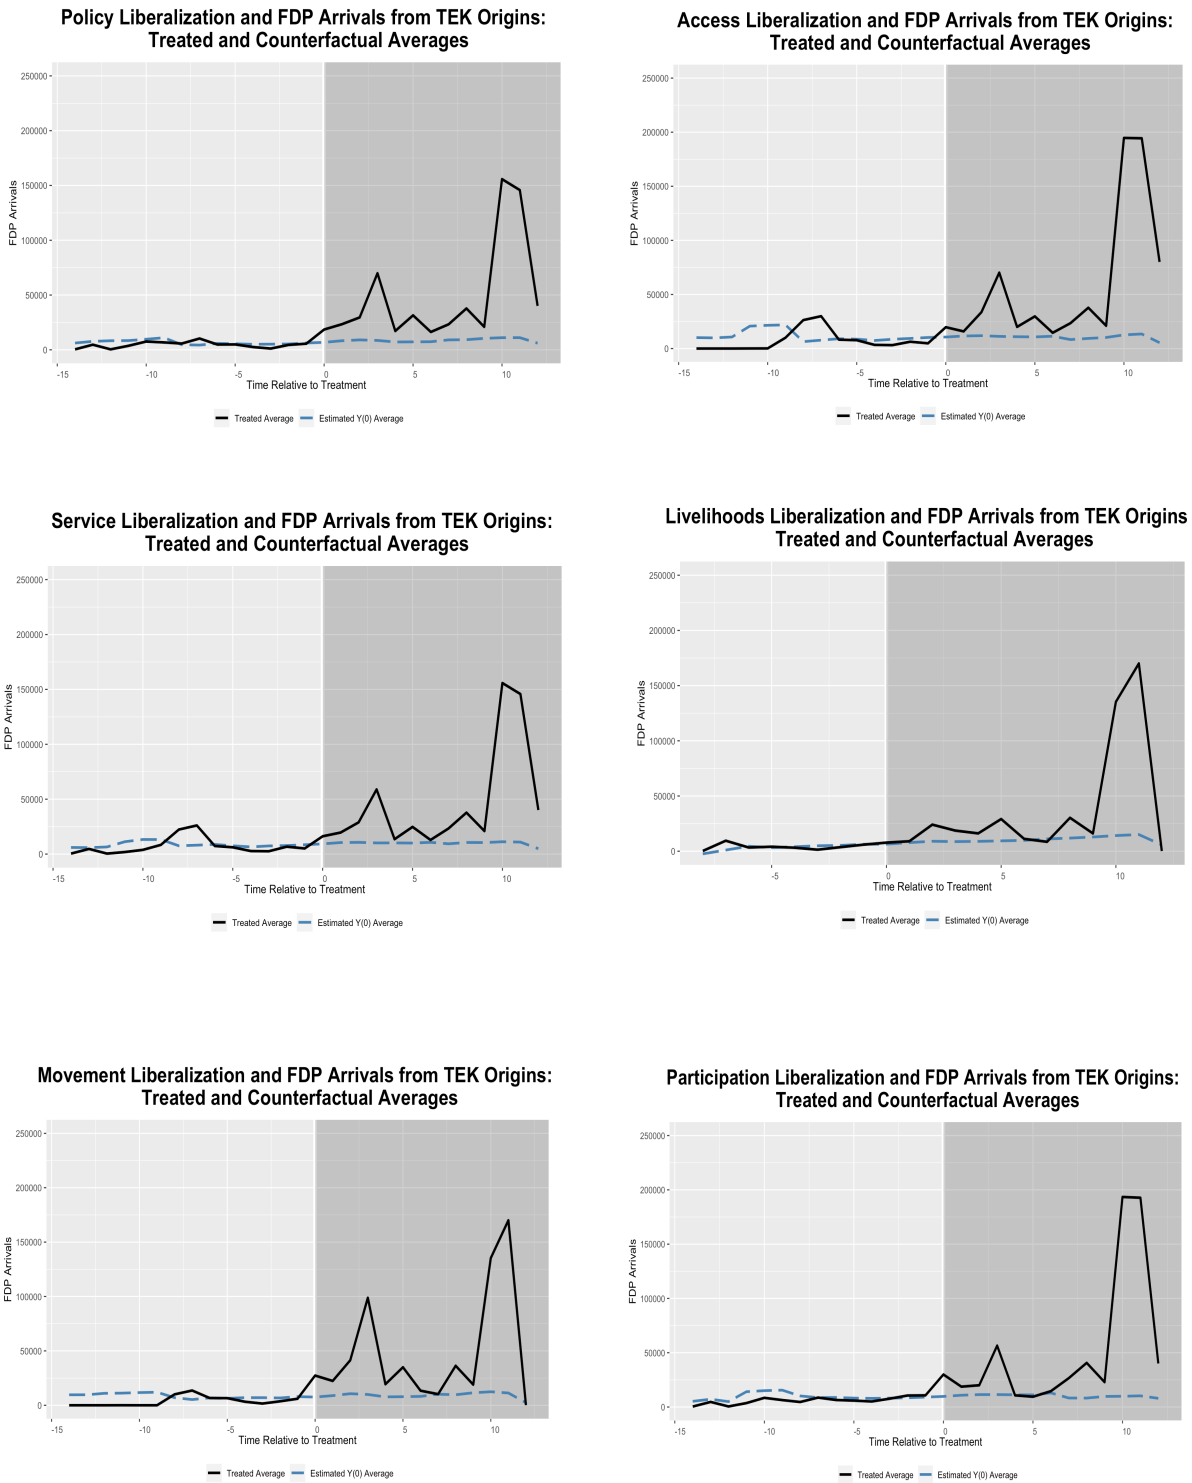 Policy Liberalization and FDP Arrivals from TEK Origins:
Treated and Counterfactual Averages
250000
200000
150000
100000
50000
0
FDP Arrivals
-15 -10 -5 0 5 10
Time Relative to Treatment
Treated Average Estimated Y(0) Average
Access Liberalization and FDP Arrivals from TEK Origins:
Treated and Counterfactual Averages
250000
200000
150000
100000
50000
0
FDP Arrivals
-15 -10 -5 0 5 10
Time Relative to Treatment
Treated Average Estimated Y(0) Average
Service Liberalization and FDP Arrivals from TEK Origins:
Treated and Counterfactual Averages
250000
200000
150000
100000
50000
0
FDP Arrivals
-15 -10 -5 0 5 10
Time Relative to Treatment
Treated Average Estimated Y(0) Average
Livelihoods Liberalization and FDP Arrivals from TEK Origins
Treated and Counterfactual Averages
250000
200000
150000
100000
50000
0
FDP Arrivals
-5 0 5 10
Time Relative to Treatment
Treated Average Estimated Y(0) Average
Movement Liberalization and FDP Arrivals from TEK Origins:
Treated and Counterfactual Averages
250000
200000
150000
100000
50000
0
FDP Arrivals
-15 -10 -5 0 5 10
Time Relative to Treatment
Treated Average Estimated Y(0) Average
Participation Liberalization and FDP Arrivals from TEK Origins:
Treated and Counterfactual Averages
250000
200000
150000
100000
50000
0
FDP Arrivals
-15 -10 -5 0 5 10
Time Relative to Treatment
Treated Average Estimated Y(0) Average